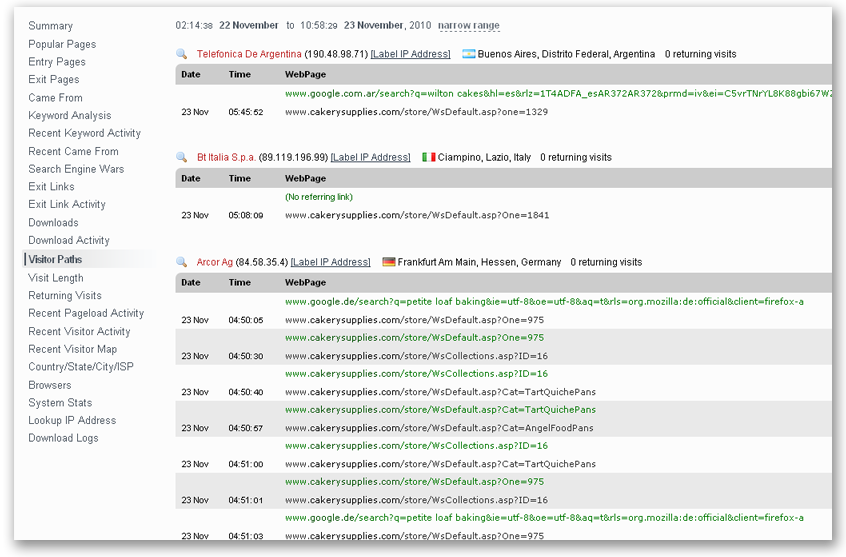 Summary
Popular Pages
Entry Pages
Exit Pages
Came From
Keyword Analysis
Recent Keyword Activity
Recent Came From
Search Engine Wars
Exit Links
Exit Link Activity
Downloads
Download Activity
Visitor Paths
Visit Length
Returning Visits
Recent Pageload Activity
Recent Visitor Activity
Recent Visitor Map
Country/State/City/ISP
Browsers
System Stats
Lookup IP Address
Download Logs
02:14:38 22 November to 10:58:29 23 November, 2010 narrow range
Telefonica De Argentina (190.48.98.71) [Label IP Address] Buenos Aires, Distrito Federal, Argentina 0 returning visits
Date Time WebPage
www.google.com.ar/search?q=wilton cakes&hl=es&rlz=1T4ADFA_esAR372AR372&prmd=iv&ei=C5vrTNrYL8K88gbi67WZ
23 Nov 05:45:52 www.cakerysupplies.com/store/WsDefault.asp?one=1329
Bt Italia S.p.a. (89.119.196.99) [Label IP Address] Ciampino, Lazio, Italy 0 returning visits
Date Time WebPage
(No referring link)
23 Nov 05:08:09 www.cakerysupplies.com/store/WsDefault.asp?One=1841
Arcor Ag (84.58.35.4) [Label IP Address] Frankfurt Am Main, Hessen, Germany 0 returning visits
Date Time WebPage
www.google.de/search?q=petite loaf baking&ie=utf-8&oe=utf-8&aq=t&rls=org.mozilla:de:official&client=firefox-a
23 Nov 04:50:05 www.cakerysupplies.com/store/WsDefault.asp?One=975
www.cakerysupplies.com/store/WsDefault.asp?One=975
23 Nov 04:50:30 www.cakerysupplies.com/store/WsCollections.asp?ID=16
www.cakerysupplies.com/store/WsCollections.asp?ID=16
23 Nov 04:50:40 www.cakerysupplies.com/store/WsDefault.asp?Cat=TartQuichePans
www.cakerysupplies.com/store/WsDefault.asp?Cat=TartQuichePans
23 Nov 04:50:57 www.cakerysupplies.com/store/WsDefault.asp?Cat=AngelFoodPans
www.cakerysupplies.com/store/WsCollections.asp?ID=16
23 Nov 04:51:00 www.cakerysupplies.com/store/WsDefault.asp?Cat=TartQuichePans
www.cakerysupplies.com/store/WsDefault.asp?One=975
23 Nov 04:51:01 www.cakerysupplies.com/store/WsCollections.asp?ID=16
www.google.de/search?q=petite loaf baking&ie=utf-8&oe=utf-8&aq=t&rls=org.mozilla:de:official&client=firefox-a
23 Nov 04:51:03 www.cakerysupplies.com/store/WsDefault.asp?One=975